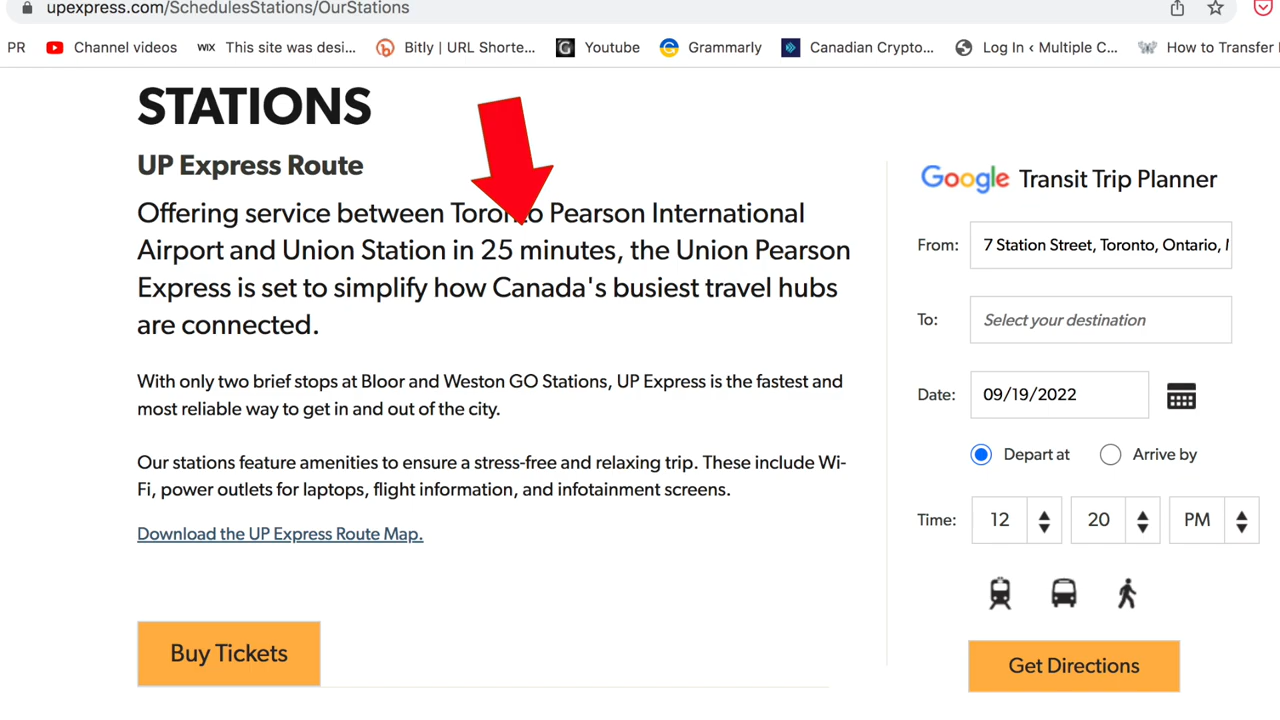 upexpress.com/SchedulesStations/OurStations
PR Channel videos WIX This site was desi... Bitly | URL Shorte... Youtube Grammarly Canadian Crypto... Log In ‹ Multiple C... How to Transfer
STATIONS
UP Express Route
Offering service between Toronto Pearson International
Airport and Union Station in 25 minutes, the Union Pearson
Express is set to simplify how Canada's busiest travel hubs
are connected.
With only two brief stops at Bloor and Weston GO Stations, UP Express is the fastest and
most reliable way to get in and out of the city.
Our stations feature amenities to ensure a stress-free and relaxing trip. These include Wi-
Fi, power outlets for laptops, flight information, and infotainment screens.
Download the UP Express Route Map.
Buy Tickets
Google Transit Trip Planner
From: 7 Station Street, Toronto, Ontario,
To: Select your destination
Date: 09/19/2022
Depart at Arrive by
Time: 12 20 PM
Get Directions